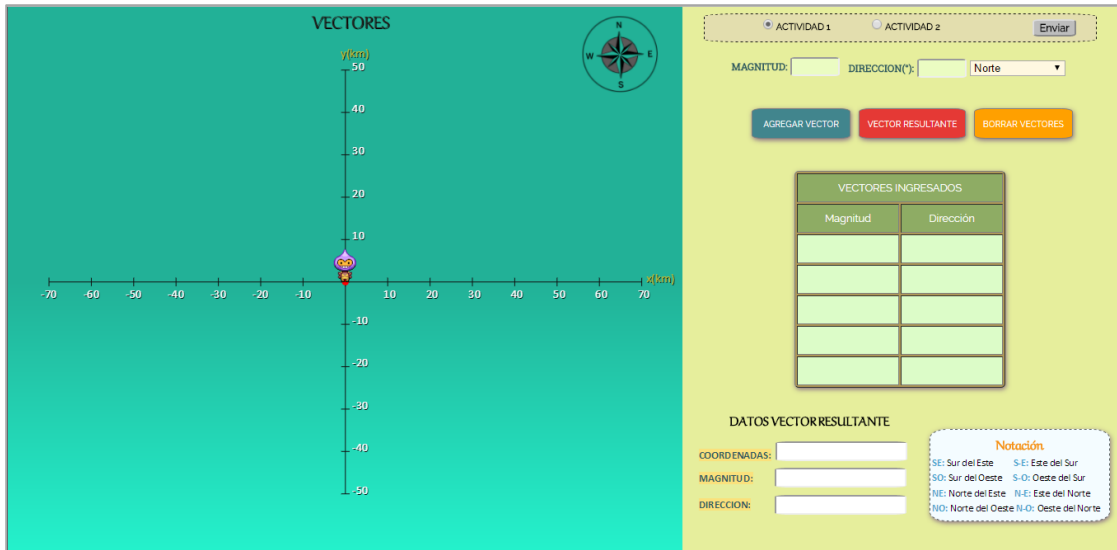 VECTORES
N
W
E
S
y(km)
50
40
30
20
10
x(km)
-70 -60 -50 -40 -30 -20 -10 10 20 30 40 50 60 70
-10
-20
-30
-40
-50
ACTIVIDAD 1 ACTIVIDAD 2 Enviar
MAGNITUD: DIRECCION(°): Norte
AGREGAR VECTOR VECTOR RESULTANTE BORRAR VECTORES
VECTORES INGRESADOS
Magnitud Dirección
DATOS VECTOR RESULTANTE
COORDENADAS:
MAGNITUD:
DIRECCION:
Notación
SE: Sur del Este S-E: Este del Sur
SO: Sur del Oeste S-O: Oeste del Sur
NE: Norte del Este N-E: Este del Norte
NO: Norte del Oeste N-O: Oeste del Norte